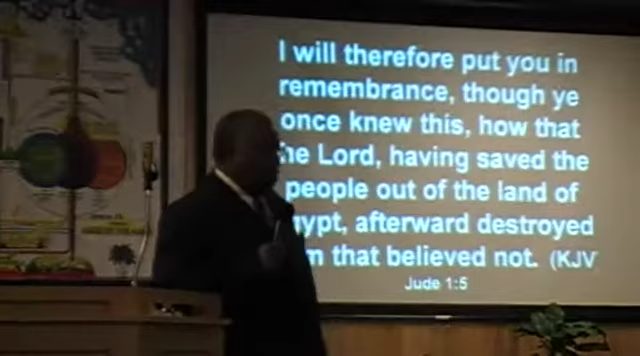 I will therefore put you in
remembrance, though ye
once knew this, how that
he Lord, having saved the
people out of the land of
gypt, afterward destroyed
m that believed not. (KJV
Jude 1:5